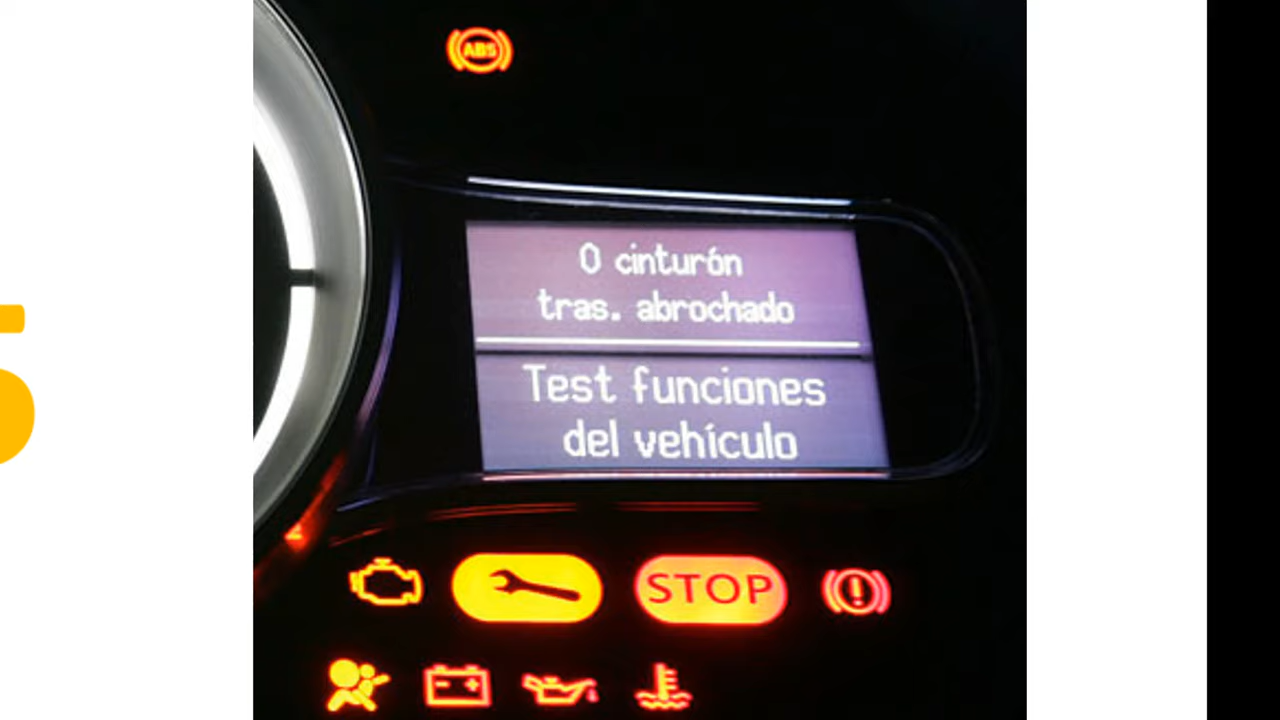 ABS
0 cinturón
tras. abrochado
Test funciones
del vehículo
STOP